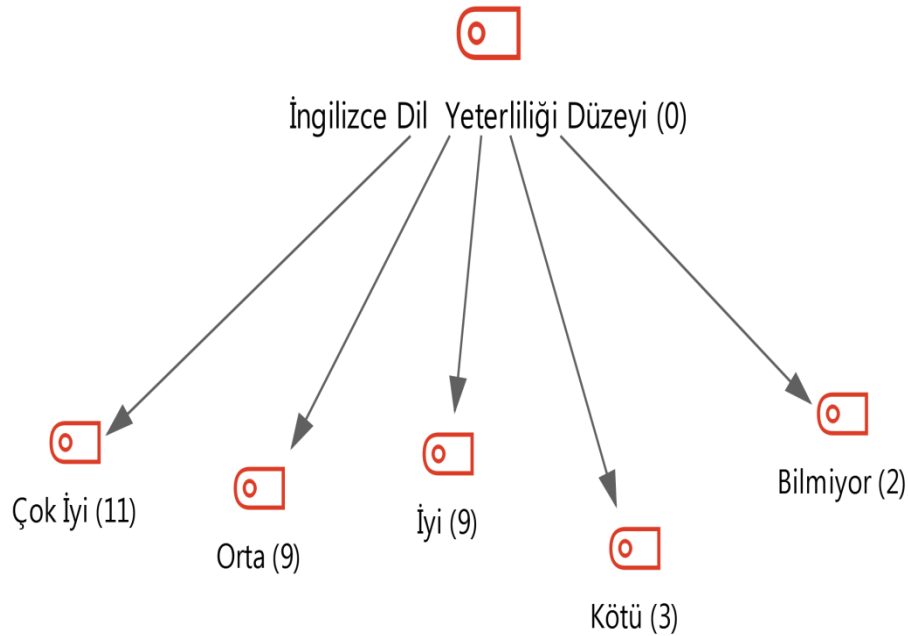 İngilizce Dil Yeterliliği Düzeyi (0)
Çok İyi (11)
Orta (9)
İyi (9)
Kötü (3)
Bilmiyor (2)